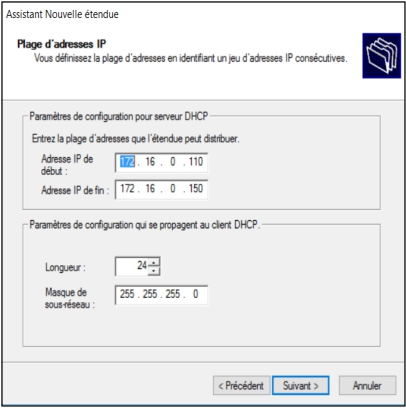 Assistant Nouvelle étendue
Plage d'adresses IP
Vous définissez la plage d'adresses en identifiant un jeu d'adresses IP consécutives.
Paramètres de configuration pour serveur DHCP
Entrez la plage d'adresses que l'étendue peut distribuer.
Adresse IP de début : 172 . 16 . 0 . 110
Adresse IP de fin : 172 . 16 . 0 . 150
Paramètres de configuration qui se propagent au client DHCP.
Longueur : 24
Masque de sous-réseau : 255 . 255 . 255 . 0
< Précédent Suivant > Annuler